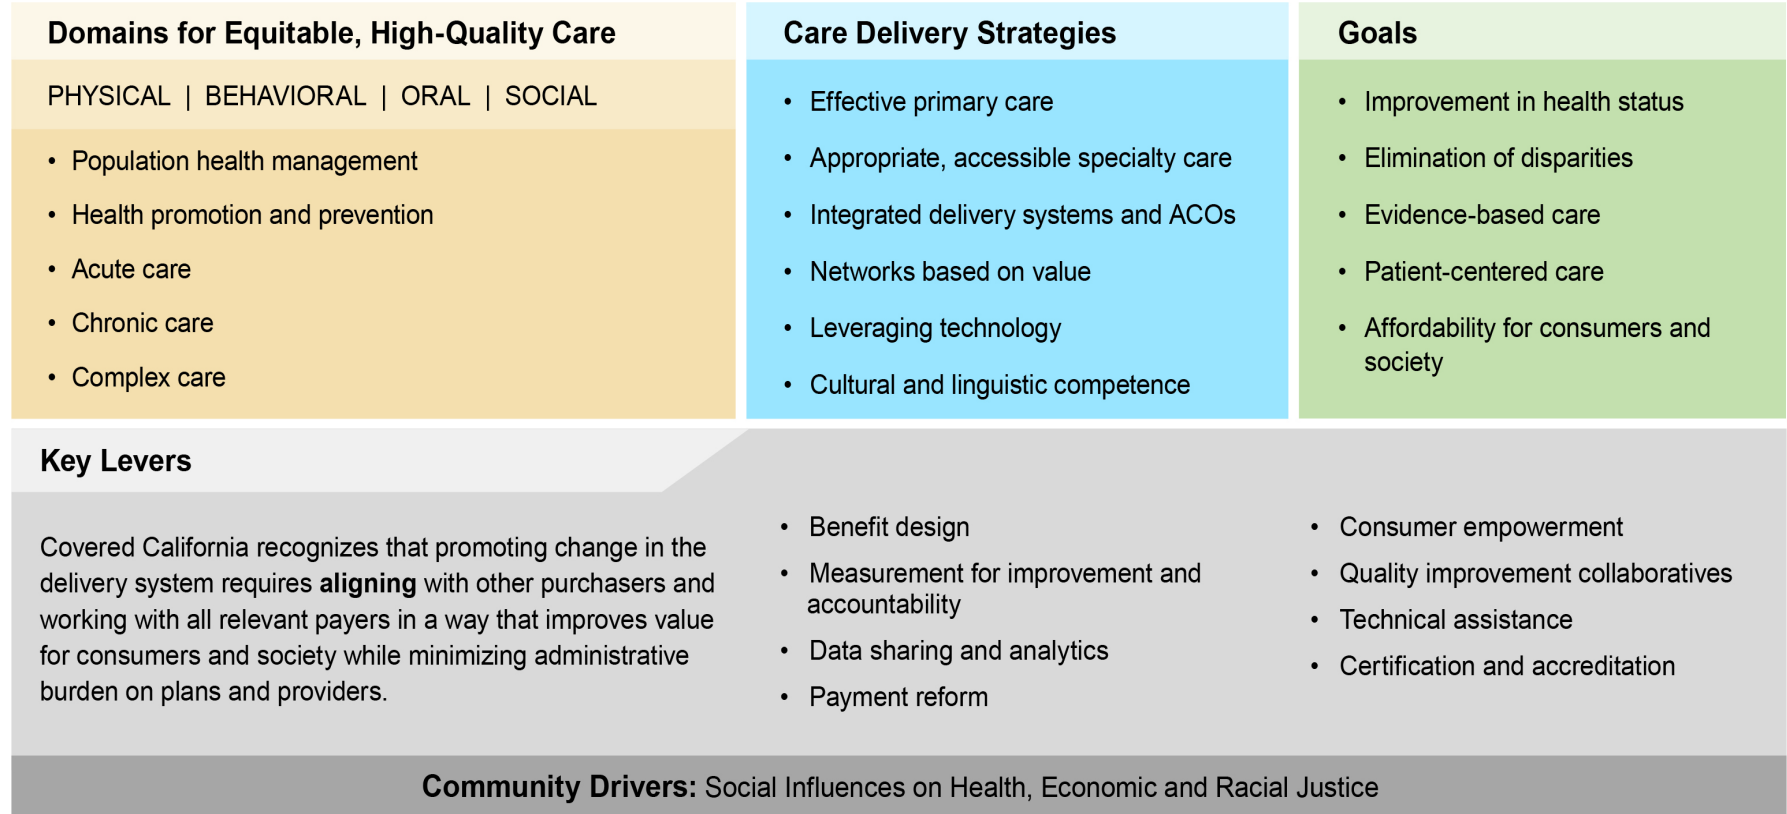 Domains for Equitable, High-Quality Care
PHYSICAL | BEHAVIORAL | ORAL | SOCIAL
• Population health management
• Health promotion and prevention
• Acute care
• Chronic care
• Complex care
Care Delivery Strategies
• Effective primary care
• Appropriate, accessible specialty care
• Integrated delivery systems and ACOs
• Networks based on value
• Leveraging technology
• Cultural and linguistic competence
Goals
• Improvement in health status
• Elimination of disparities
• Evidence-based care
• Patient-centered care
• Affordability for consumers and
society
Key Levers
Covered California recognizes that promoting change in the
delivery system requires aligning with other purchasers and
working with all relevant payers in a way that improves value
for consumers and society while minimizing administrative
burden on plans and providers.
• Benefit design
• Measurement for improvement and
accountability
• Data sharing and analytics
• Payment reform
• Consumer empowerment
• Quality improvement collaboratives
• Technical assistance
• Certification and accreditation
Community Drivers: Social Influences on Health, Economic and Racial Justice